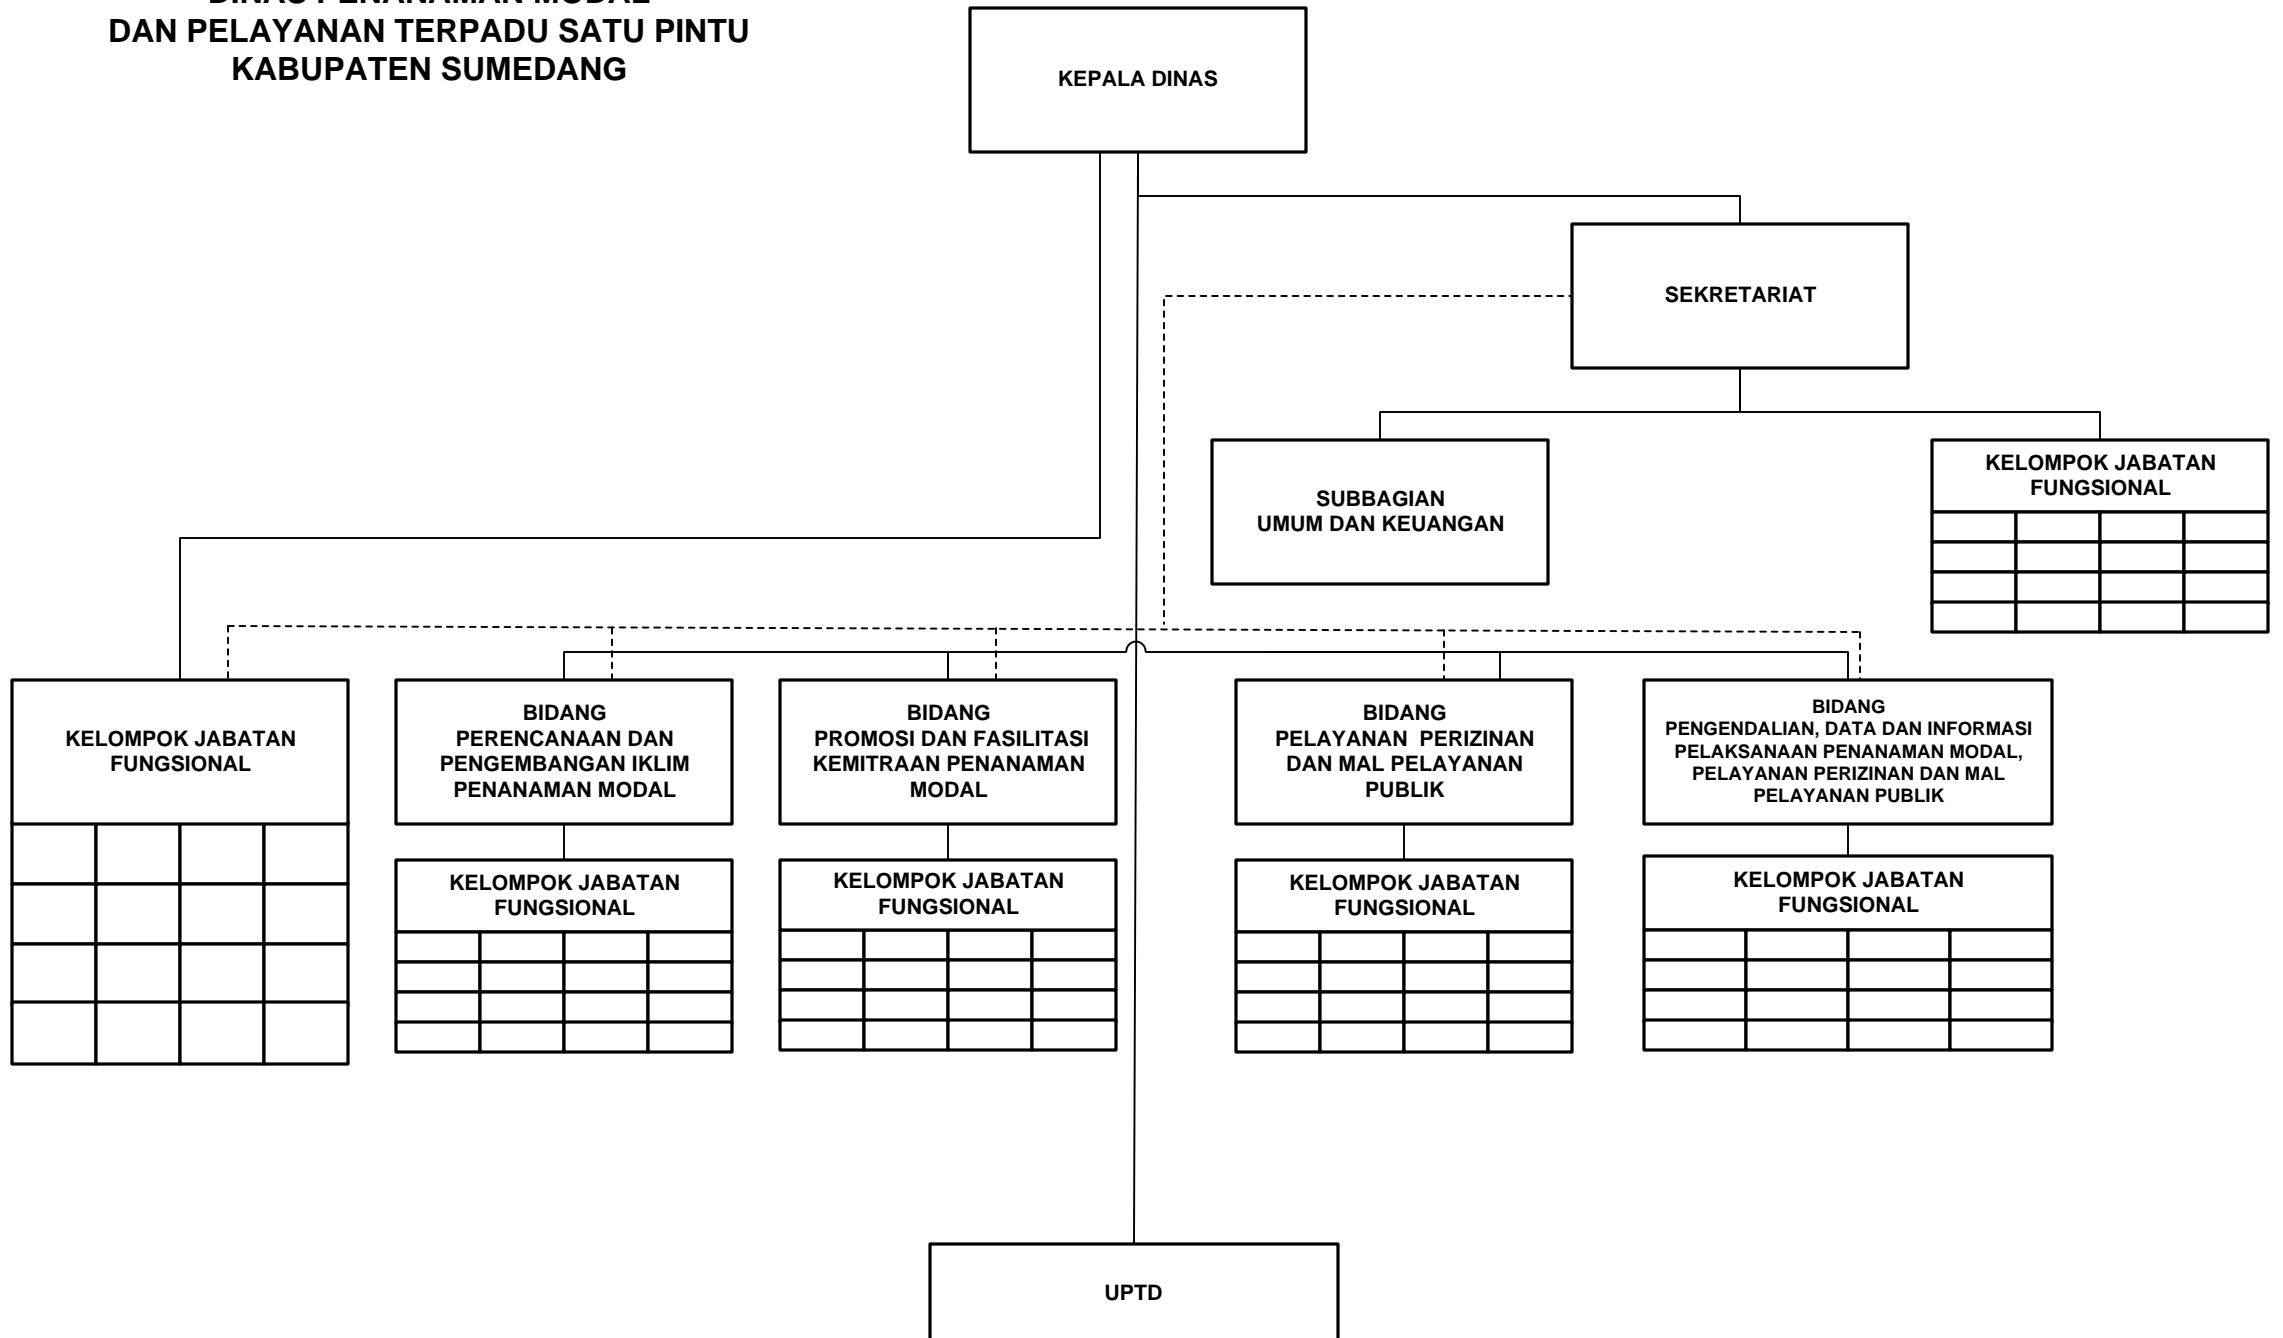 DINAS PENANAMAN MODAL
DAN PELAYANAN TERPADU SATU PINTU
KABUPATEN SUMEDANG
KEPALA DINAS
SEKRETARIAT
SUBBAGIAN
UMUM DAN KEUANGAN
KELOMPOK JABATAN
FUNGSIONAL
KELOMPOK JABATAN
FUNGSIONAL
BIDANG
PERENCANAAN DAN
PENGEMBANGAN IKLIM
PENANAMAN MODAL
BIDANG
PROMOSI DAN FASILITASI
KEMITRAAN PENANAMAN
MODAL
BIDANG
PELAYANAN PERIZINAN
DAN MAL PELAYANAN
PUBLIK
BIDANG
PENGENDALIAN, DATA DAN INFORMASI
PELAKSANAAN PENANAMAN MODAL,
PELAYANAN PERIZINAN DAN MAL
PELAYANAN PUBLIK
KELOMPOK JABATAN
FUNGSIONAL
KELOMPOK JABATAN
FUNGSIONAL
KELOMPOK JABATAN
FUNGSIONAL
KELOMPOK JABATAN
FUNGSIONAL
UPTD